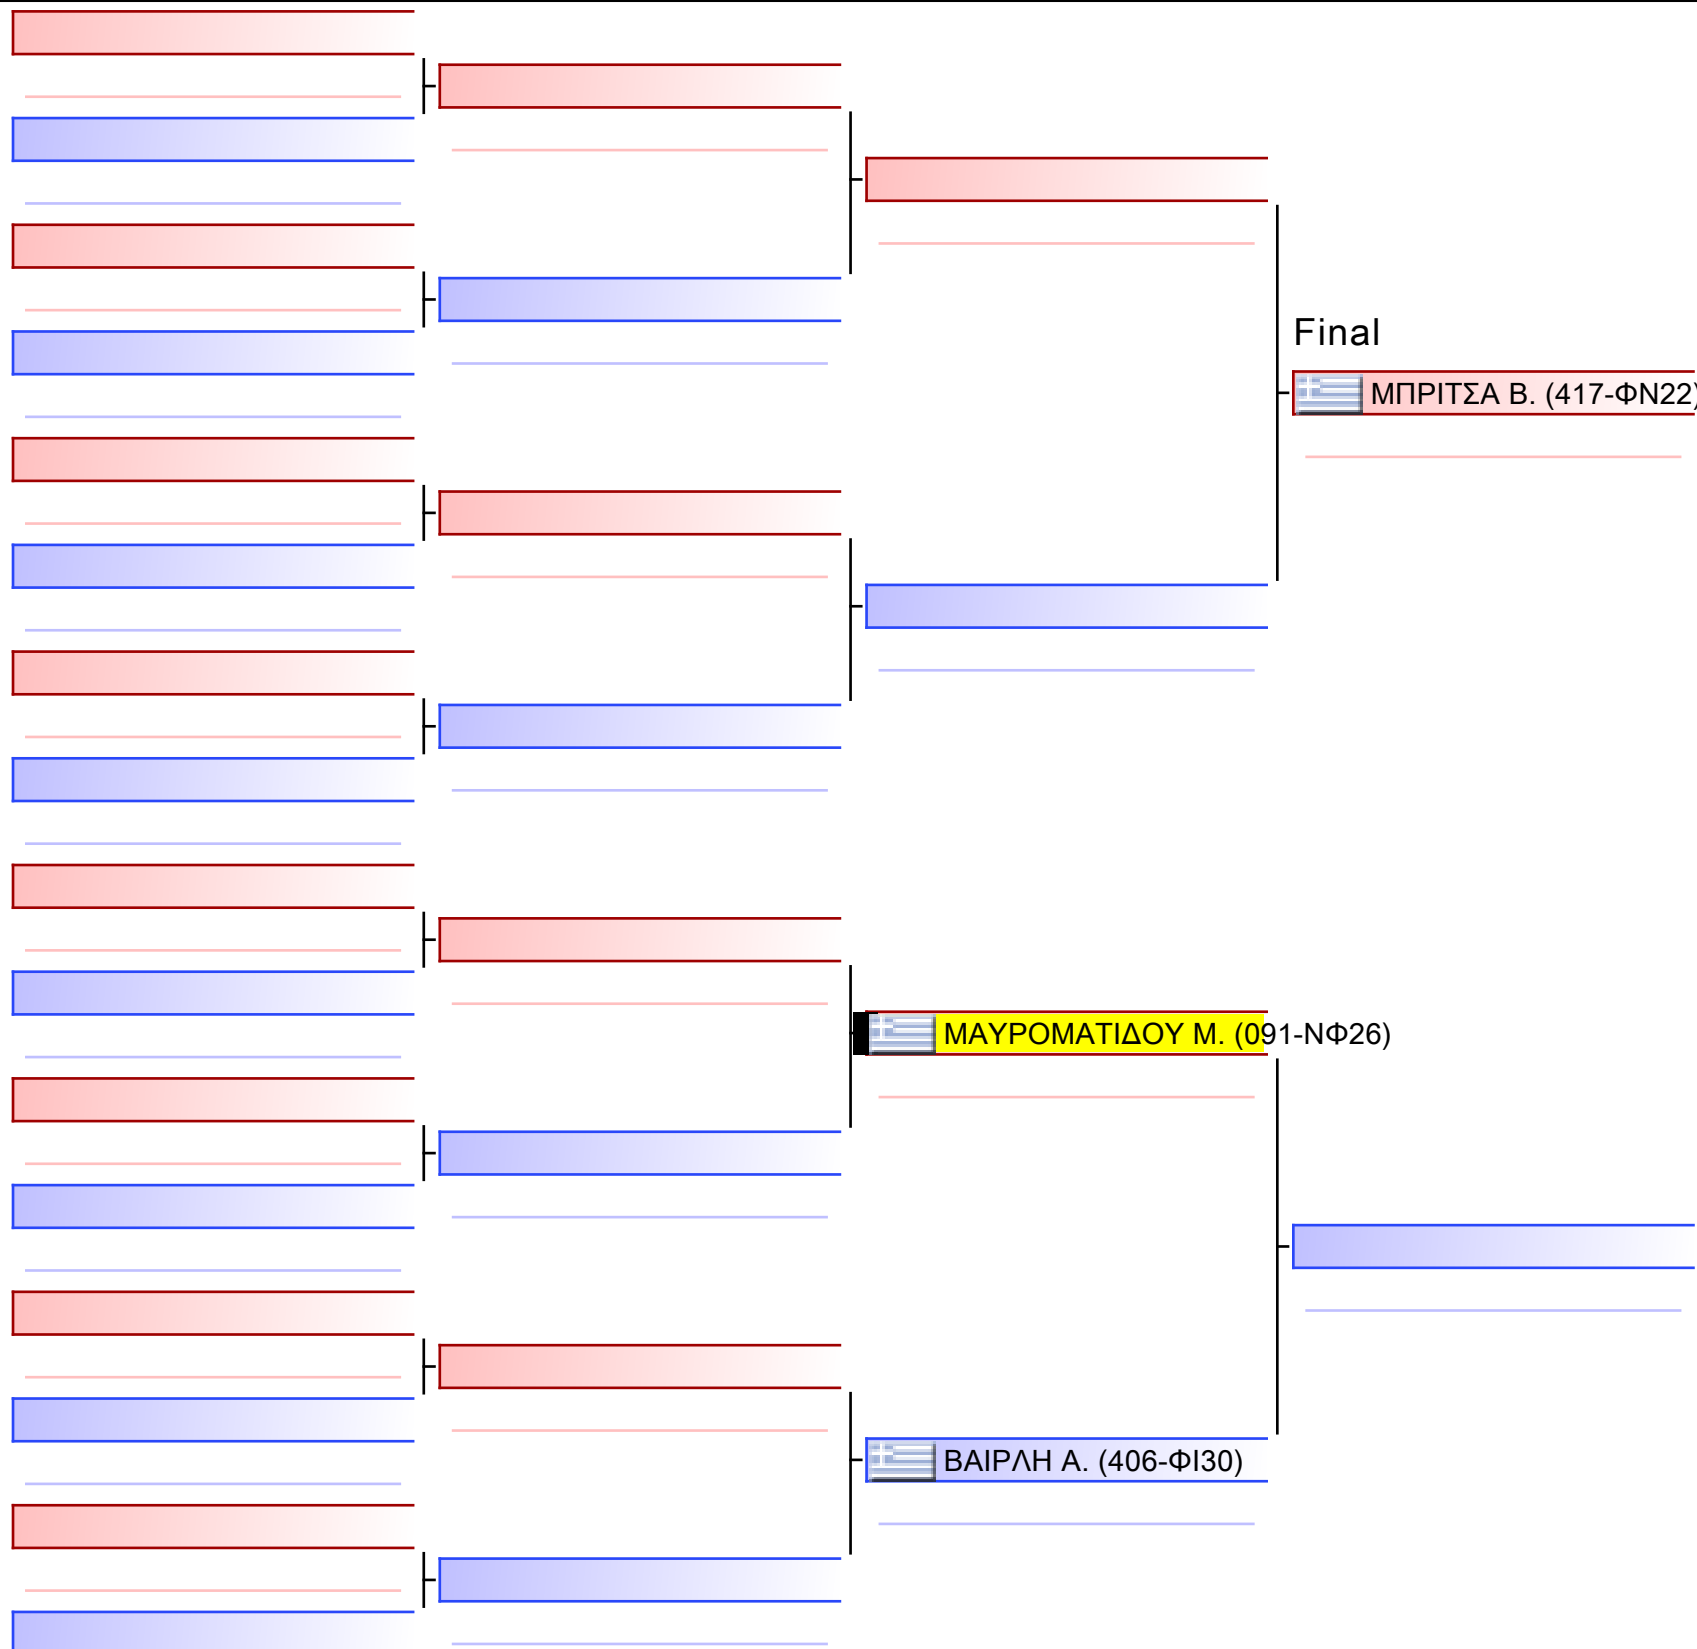 Final
ΜΠΡΙΤΣΑ Β. (417-ΦΝ22)
ΜΑΥΡΟΜΑΤΙΔΟΥ Μ. (091-ΝΦ26)
ΒΑΙΡΛΗ Α. (406-ΦΙ30)